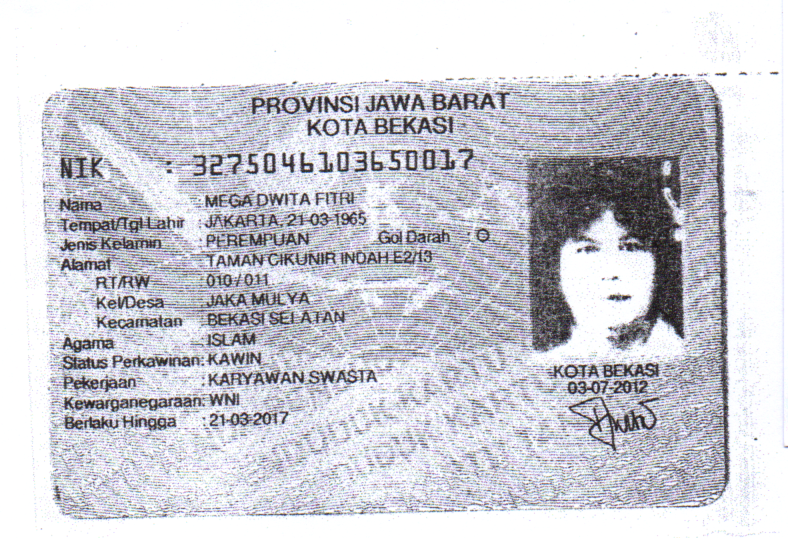 PROVINSI JAWA BARAT
KOTA BEKASI
NIK : 3275046103650017
Nama : MEGA DWITA FITRI
Tempat/Tgl Lahir : JAKARTA, 21-03-1965
Jenis Kelamin : PEREMPUAN Gol Darah O
Alamat : TAMAN CIKUNIR INDAH E2/13
RT/RW : 010 / 011
Kel/Desa : JAKA MULYA
Kecamatan : BEKASI SELATAN
Agama : ISLAM
Status Perkawinan: KAWIN
Pekerjaan : KARYAWAN SWASTA
Kewarganegaraan: WNI
Berlaku Hingga : 21-03-2017
KOTA BEKASI
03-07-2012